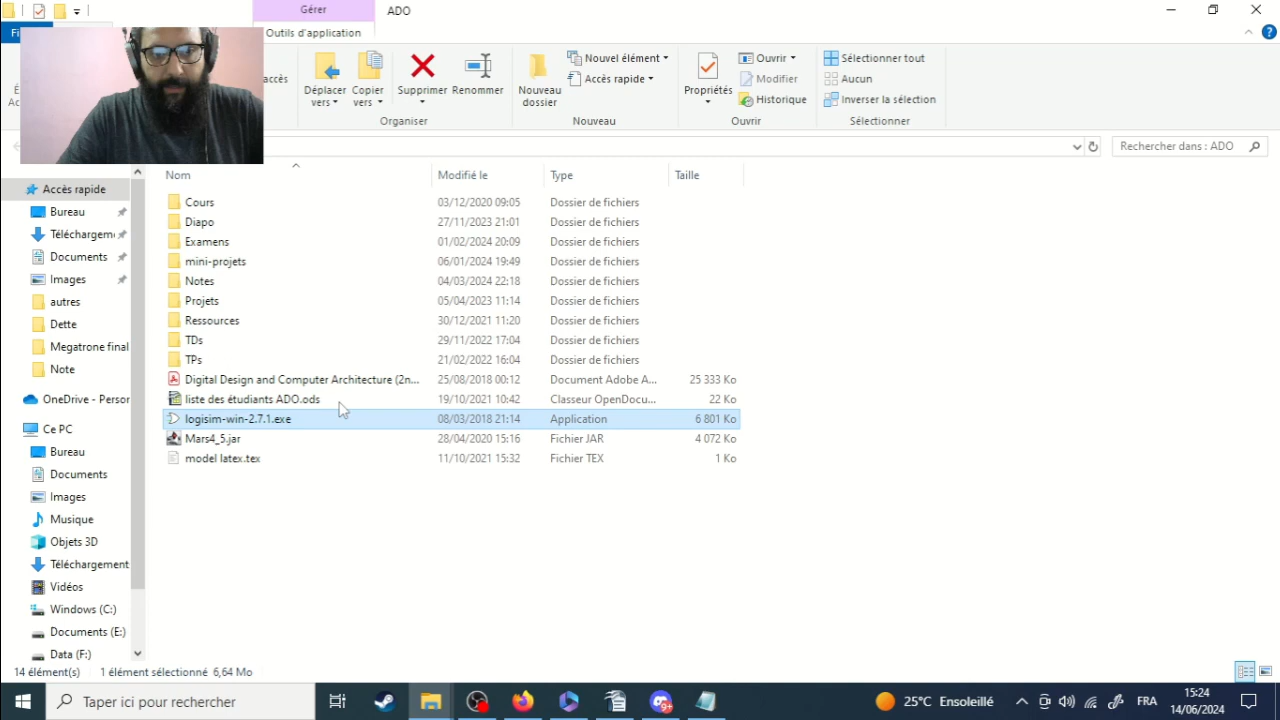 Gérer
ADO
Fi
Outils d'application
accès
Déplacer vers
Copier vers
Supprimer
Renommer
Organiser
Nouveau dossier
Nouvel élément
Accès rapide
Nouveau
Propriétés
Ouvrir
Modifier
Historique
Ouvrir
Sélectionner tout
Aucun
Inverser la sélection
Sélectionner
Rechercher dans : ADO
Nom Modifié le Type Taille
Cours 03/12/2020 09:05 Dossier de fichiers
Diapo 27/11/2023 21:01 Dossier de fichiers
Examens 01/02/2024 20:09 Dossier de fichiers
mini-projets 06/01/2024 19:49 Dossier de fichiers
Notes 04/03/2024 22:18 Dossier de fichiers
Projets 05/04/2023 11:14 Dossier de fichiers
Ressources 30/12/2021 11:20 Dossier de fichiers
TDs 29/11/2022 17:04 Dossier de fichiers
TPs 21/02/2022 16:04 Dossier de fichiers
Digital Design and Computer Architecture (2n... 25/08/2018 00:12 Document Adobe A... 25 333 Ko
liste des étudiants ADO.ods 19/10/2021 10:42 Classeur OpenDocu... 22 Ko
logisim-win-2.7.1.exe 08/03/2018 21:14 Application 6 801 Ko
Mars4_5.jar 28/04/2020 15:16 Fichier JAR 4 072 Ko
model latex.tex 11/10/2021 15:32 Fichier TEX 1 Ko
Accès rapide
Bureau
Téléchargem
Documents
Images
autres
Dette
Megatrone final
Note
OneDrive - Person
Ce PC
Bureau
Documents
Images
Musique
Objets 3D
Téléchargement
Vidéos
Windows (C:)
Documents (E:)
Data (F:)
14 élément(s) 1 élément sélectionné 6,64 Mo
Taper ici pour rechercher
25°C Ensoleillé
FRA
15:24
14/06/2024